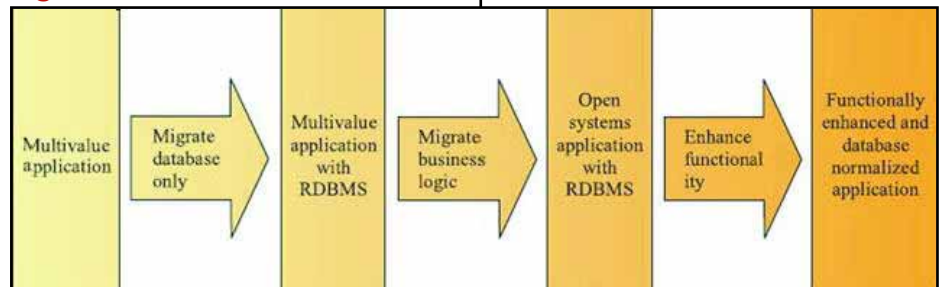 Multivalue
application
Migrate
database
only
Multivalue
application
with
RDBMS
Migrate
business
logic
Open
systems
application
with
RDBMS
Enhance
functional
ity
Functionally
enhanced and
database
normalized
application